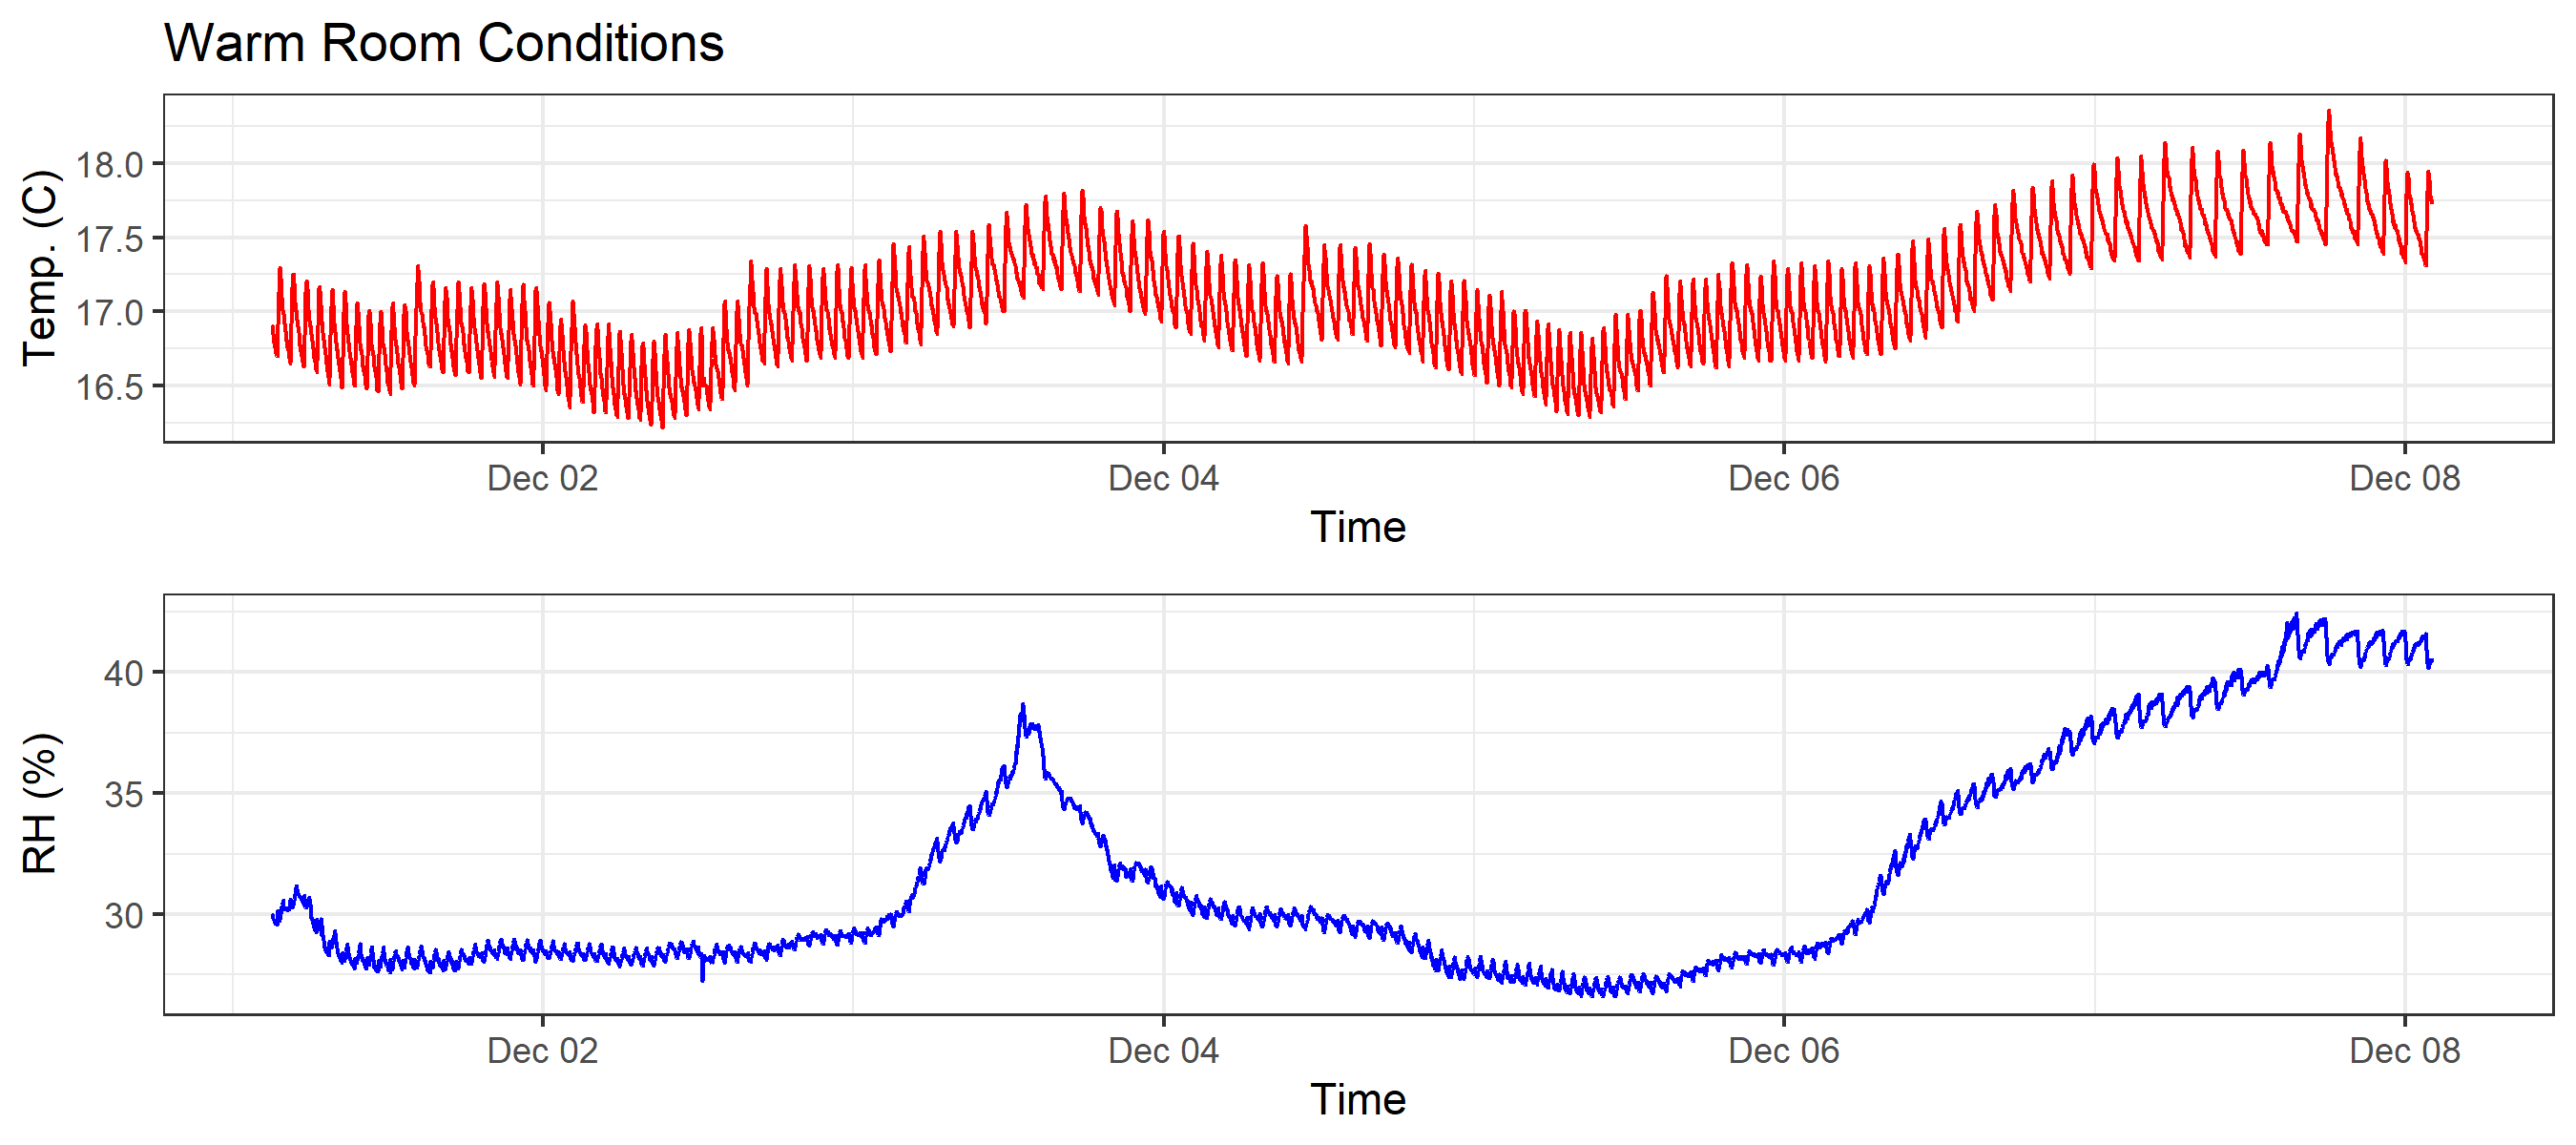 Warm Room Conditions
Temp. (C)
18.0
17.5
17.0
16.5
Dec 02 Dec 04 Dec 06 Dec 08
Time
RH (%)
40
35
30
Dec 02 Dec 04 Dec 06 Dec 08
Time